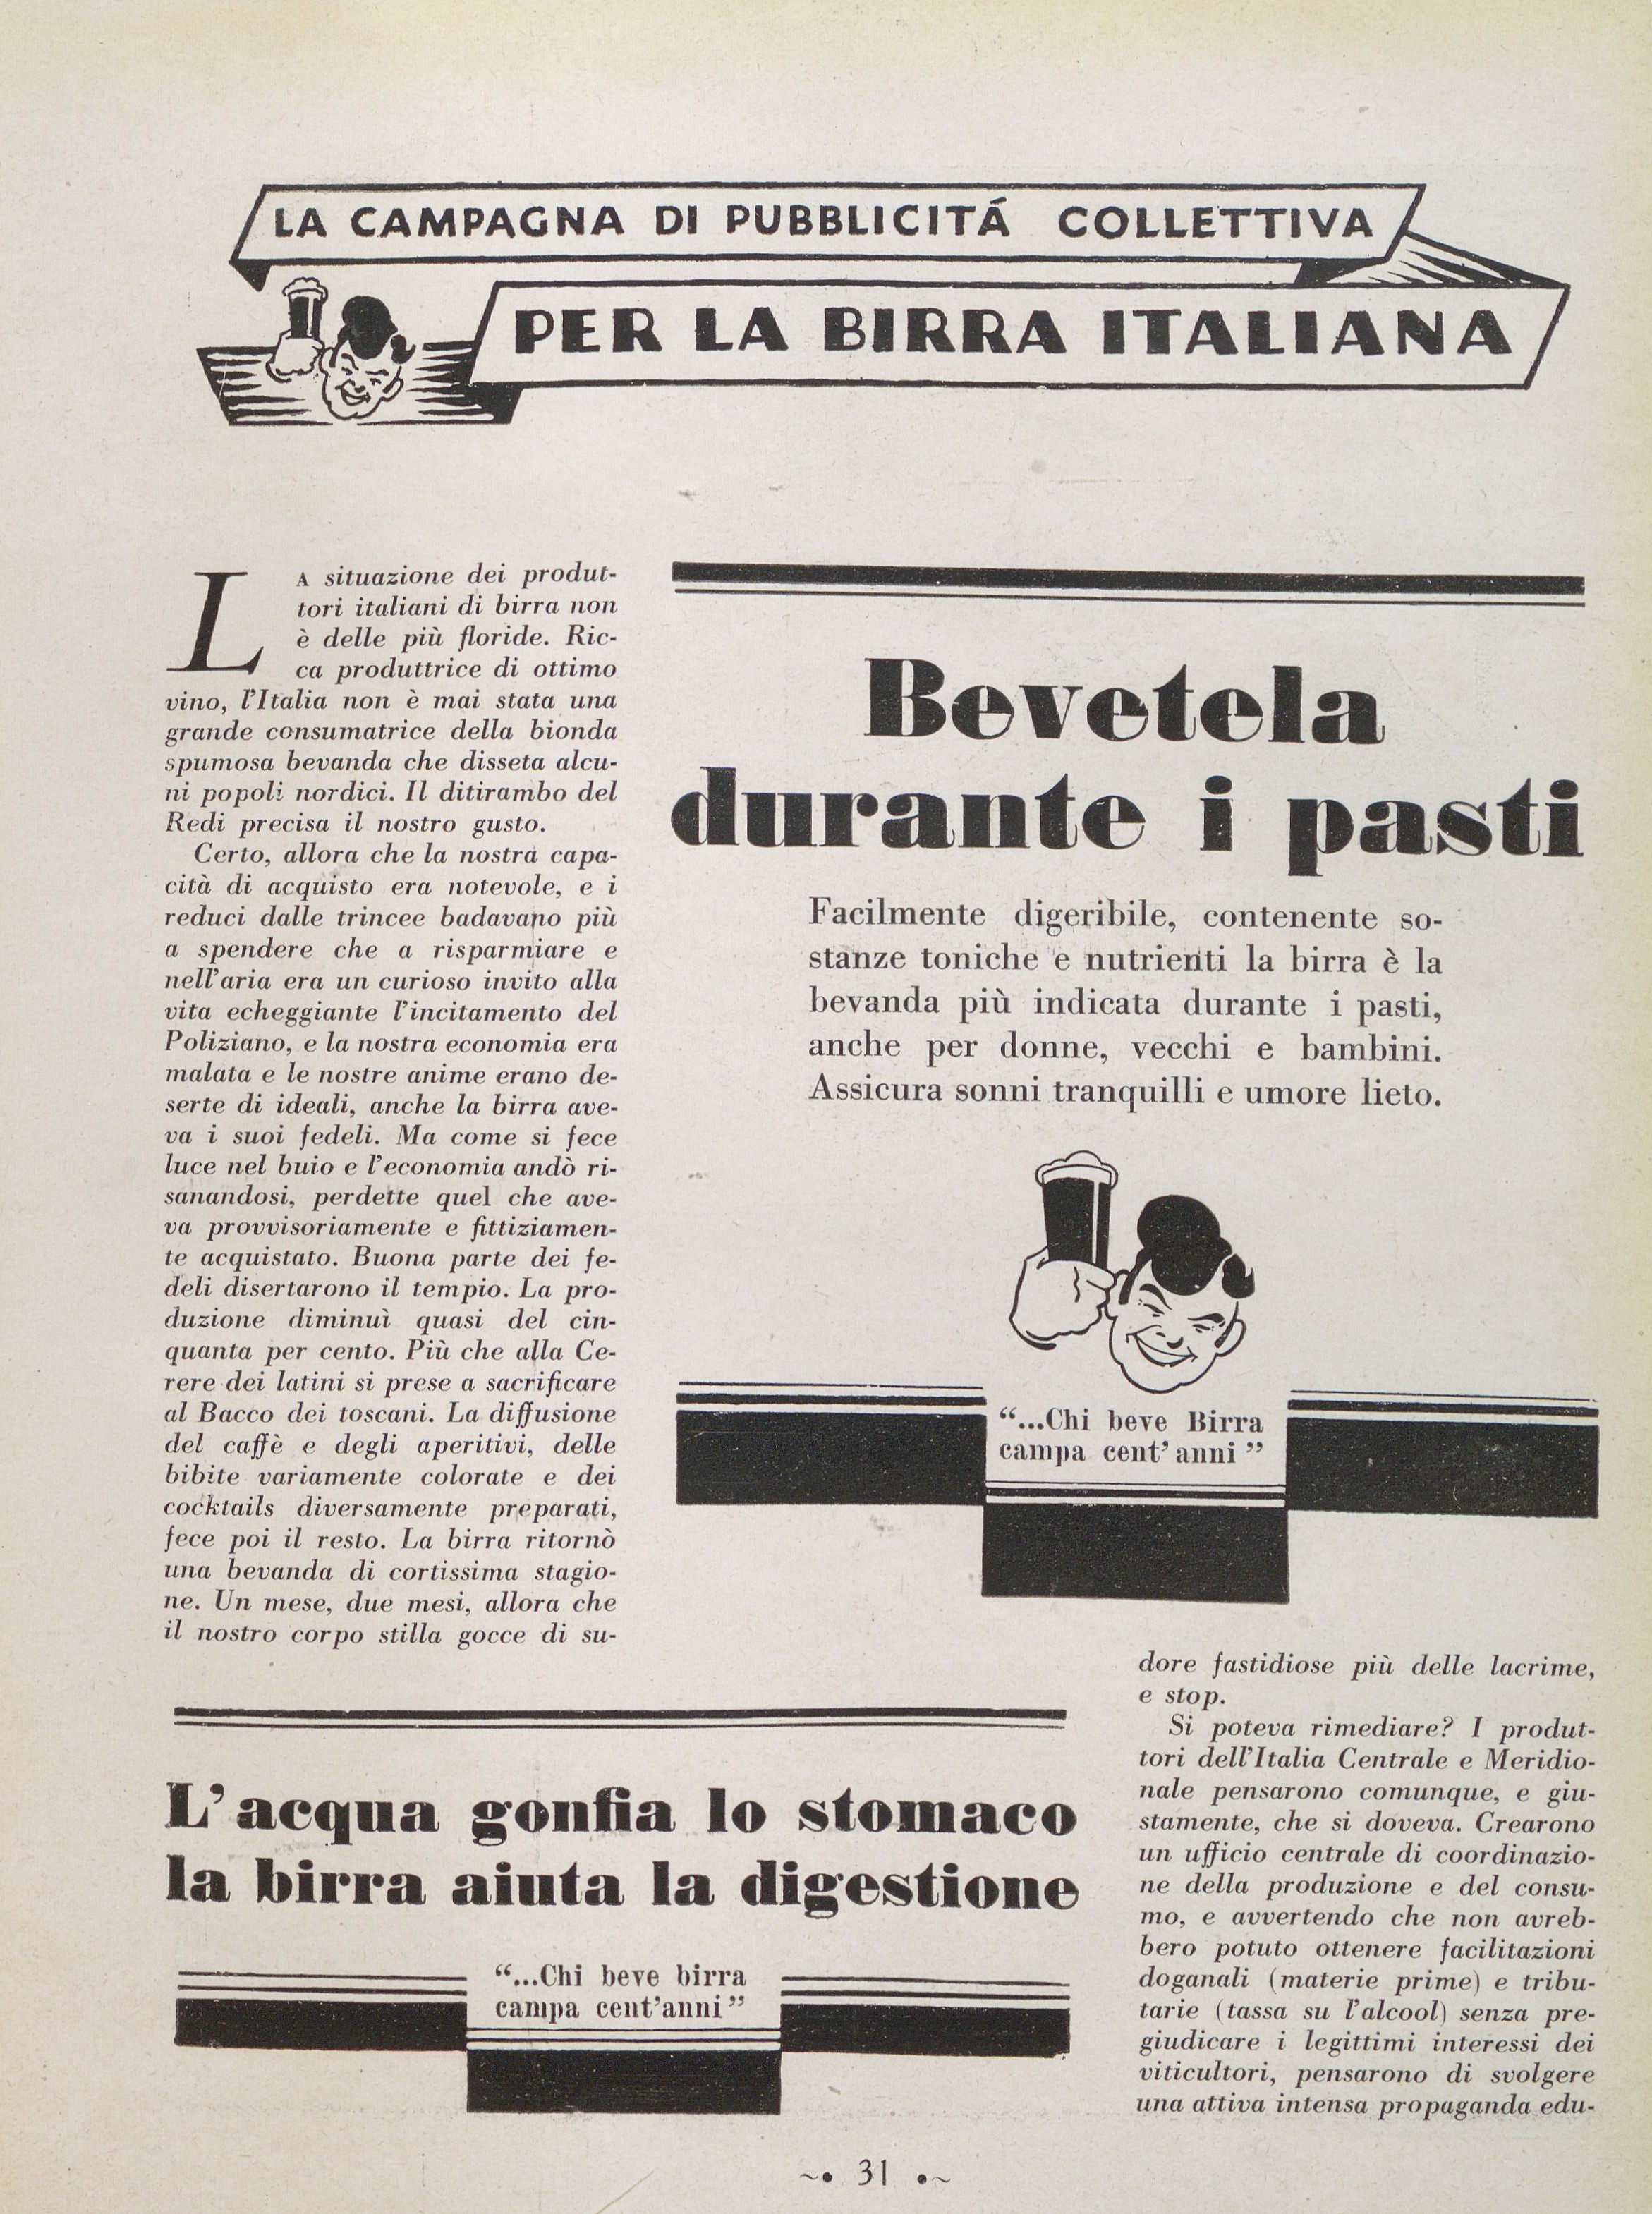 LA CAMPAGNA DI PUBBLICITÁ COLLETTIVA
PER LA BIRRA ITALIANA
LA situazione dei produt-
tori italiani di birra non
è delle più floride. Ric-
ca produttrice di ottimo
vino, l'Italia non è mai stata una
grande consumatrice della bionda
spumosa bevanda che disseta alcu-
ni popoli nordici. Il ditirambo del
Redi precisa il nostro gusto.
Certo, allora che la nostra capa-
cità di acquisto era notevole, e i
reduci dalle trincee badavano più
a spendere che a risparmiare e
nell'aria era un curioso invito alla
vita echeggiante l'incitamento del
Poliziano, e la nostra economia era
malata e le nostre anime erano de-
serte di ideali, anche la birra ave-
va i suoi fedeli. Ma come si fece
luce nel buio e l'economia andò ri-
sanandosi, perdette quel che ave-
va provvisoriamente e fittiziamen-
te acquistato. Buona parte dei fe-
deli disertarono il tempio. La pro-
duzione diminuì quasi del cin-
quanta per cento. Più che alla Ce-
rere dei latini si prese a sacrificare
al Bacco dei toscani. La diffusione
del caffè e degli aperitivi, delle
bibite variamente colorate e dei
cocktails diversamente preparati,
fece poi il resto. La birra ritornò
una bevanda di cortissima stagio-
ne. Un mese, due mesi, allora che
il nostro corpo stilla gocce di su-
Bevetela
durante i pasti
Facilmente digeribile, contenente so-
stanze toniche e nutrienti la birra è la
bevanda più indicata durante i pasti,
anche per donne, vecchi e bambini.
Assicura sonni tranquilli e umore lieto.
“...Chi beve Birra
campa cent'anni”
L'acqua gonfia lo stomaco
la birra aiuta la digestione
“...Chi beve birra
campa cent'anni”
dore fastidiose più delle lacrime,
e stop.
Si poteva rimediare? I produt-
tori dell'Italia Centrale e Meridio-
nale pensarono comunque, e giu-
stamente, che si doveva. Crearono
un ufficio centrale di coordinazio-
ne della produzione e del consu-
mo, e avvertendo che non avreb-
bero potuto ottenere facilitazioni
doganali (materie prime) e tribu-
tarie (tassa su l'alcool) senza pre-
giudicare i legittimi interessi dei
viticultori, pensarono di svolgere
una attiva intensa propaganda edu-
~• 31 •~